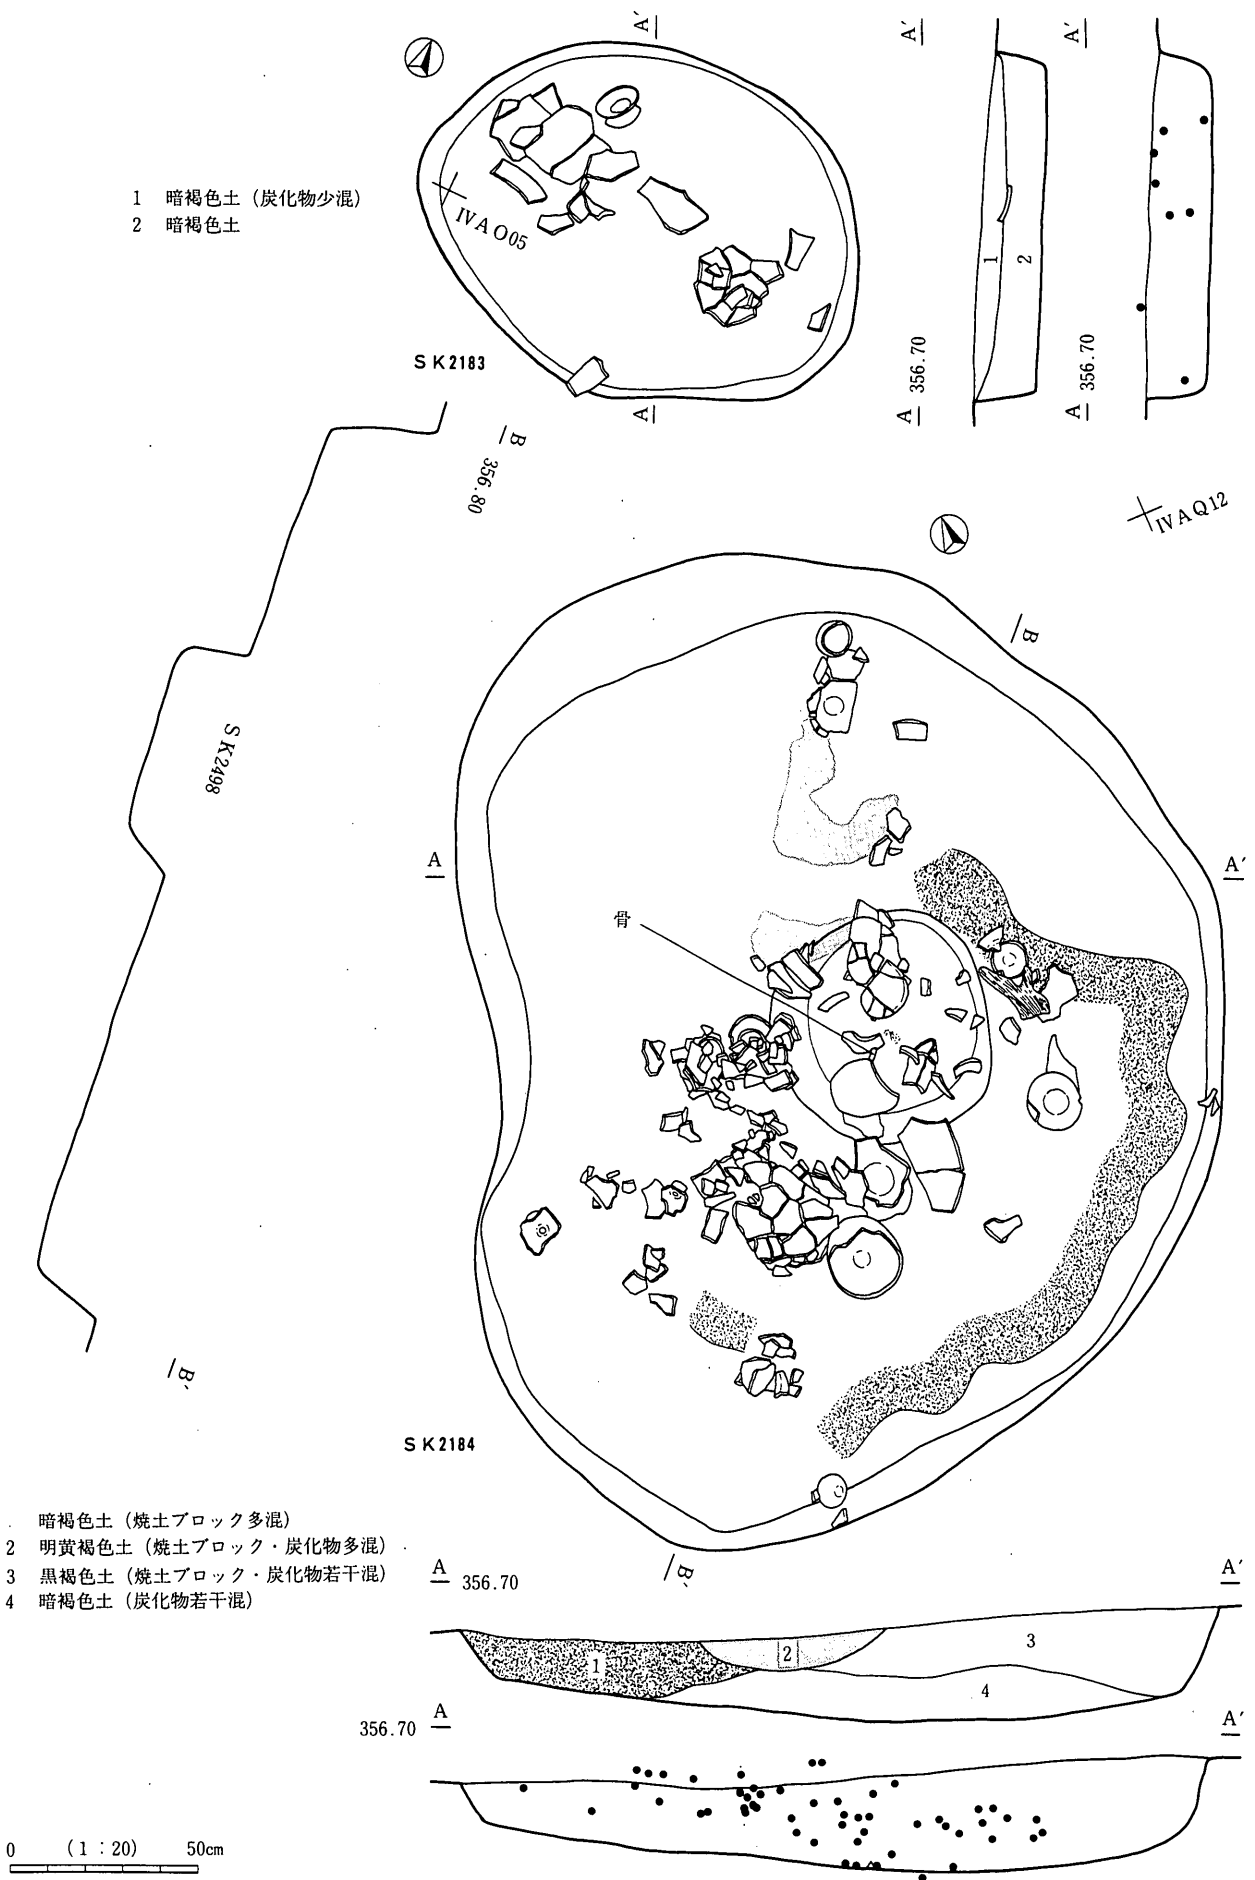 A′
A′
A′
1 暗褐色土 (炭化物少混)
2 暗褐色土
ⅣAO05
1
2
SK2183
A
A 356.70
A 356.70
B 356.80
ⅣAQ12
B
SK2498
A
A′
骨
B′
SK2184
暗褐色土 (焼土ブロック多混)
2 明黄褐色土 (焼土ブロック・炭化物多混)
3 黒褐色土 (焼土ブロック・炭化物若干混)
4 暗褐色土 (炭化物若干混)
B′
A 356.70
A′
1
2
3
4
356.70 A
A′
0 (1:20) 50cm